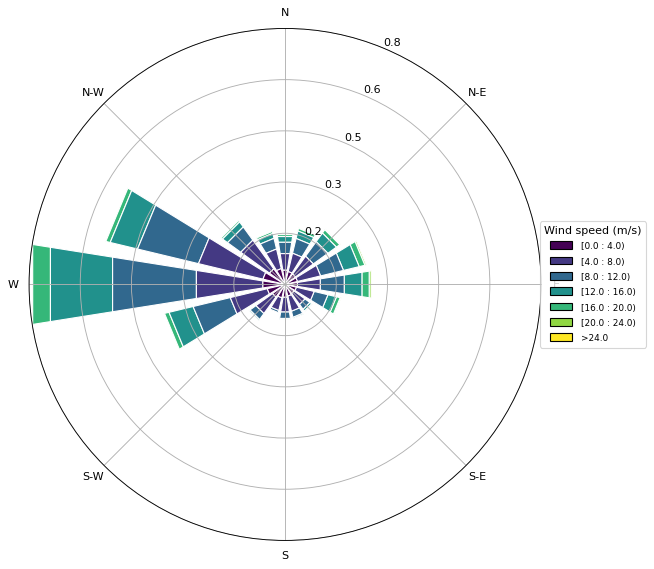 N
0.8
N-W
N-E
0.6
0.5
0.3
0.2
Wind speed (m/s)
[0.0 : 4.0)
[4.0 : 8.0)
[8.0 : 12.0)
[12.0 : 16.0)
[16.0 : 20.0)
[20.0 : 24.0)
>24.0
W
S-W
S-E
S